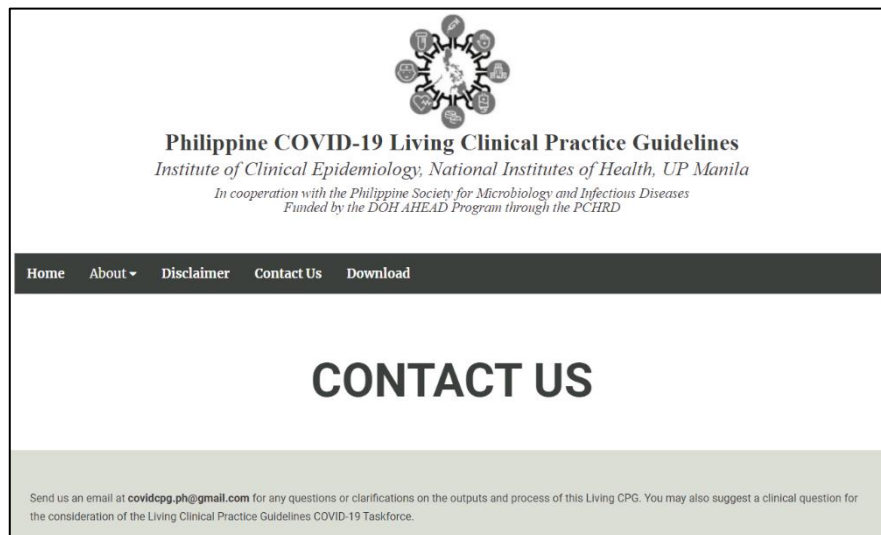 Philippine COVID-19 Living Clinical Practice Guidelines
Institute of Clinical Epidemiology, National Institutes of Health, UP Manila
In cooperation with the Philippine Society for Microbiology and Infectious Diseases
Funded by the DOH AHEAD Program through the PCHRD
Home About Disclaimer Contact Us Download
CONTACT US
Send us an email at covidcpg.ph@gmail.com for any questions or clarifications on the outputs and process of this Living CPG. You may also suggest a clinical question for
the consideration of the Living Clinical Practice Guidelines COVID-19 Taskforce.